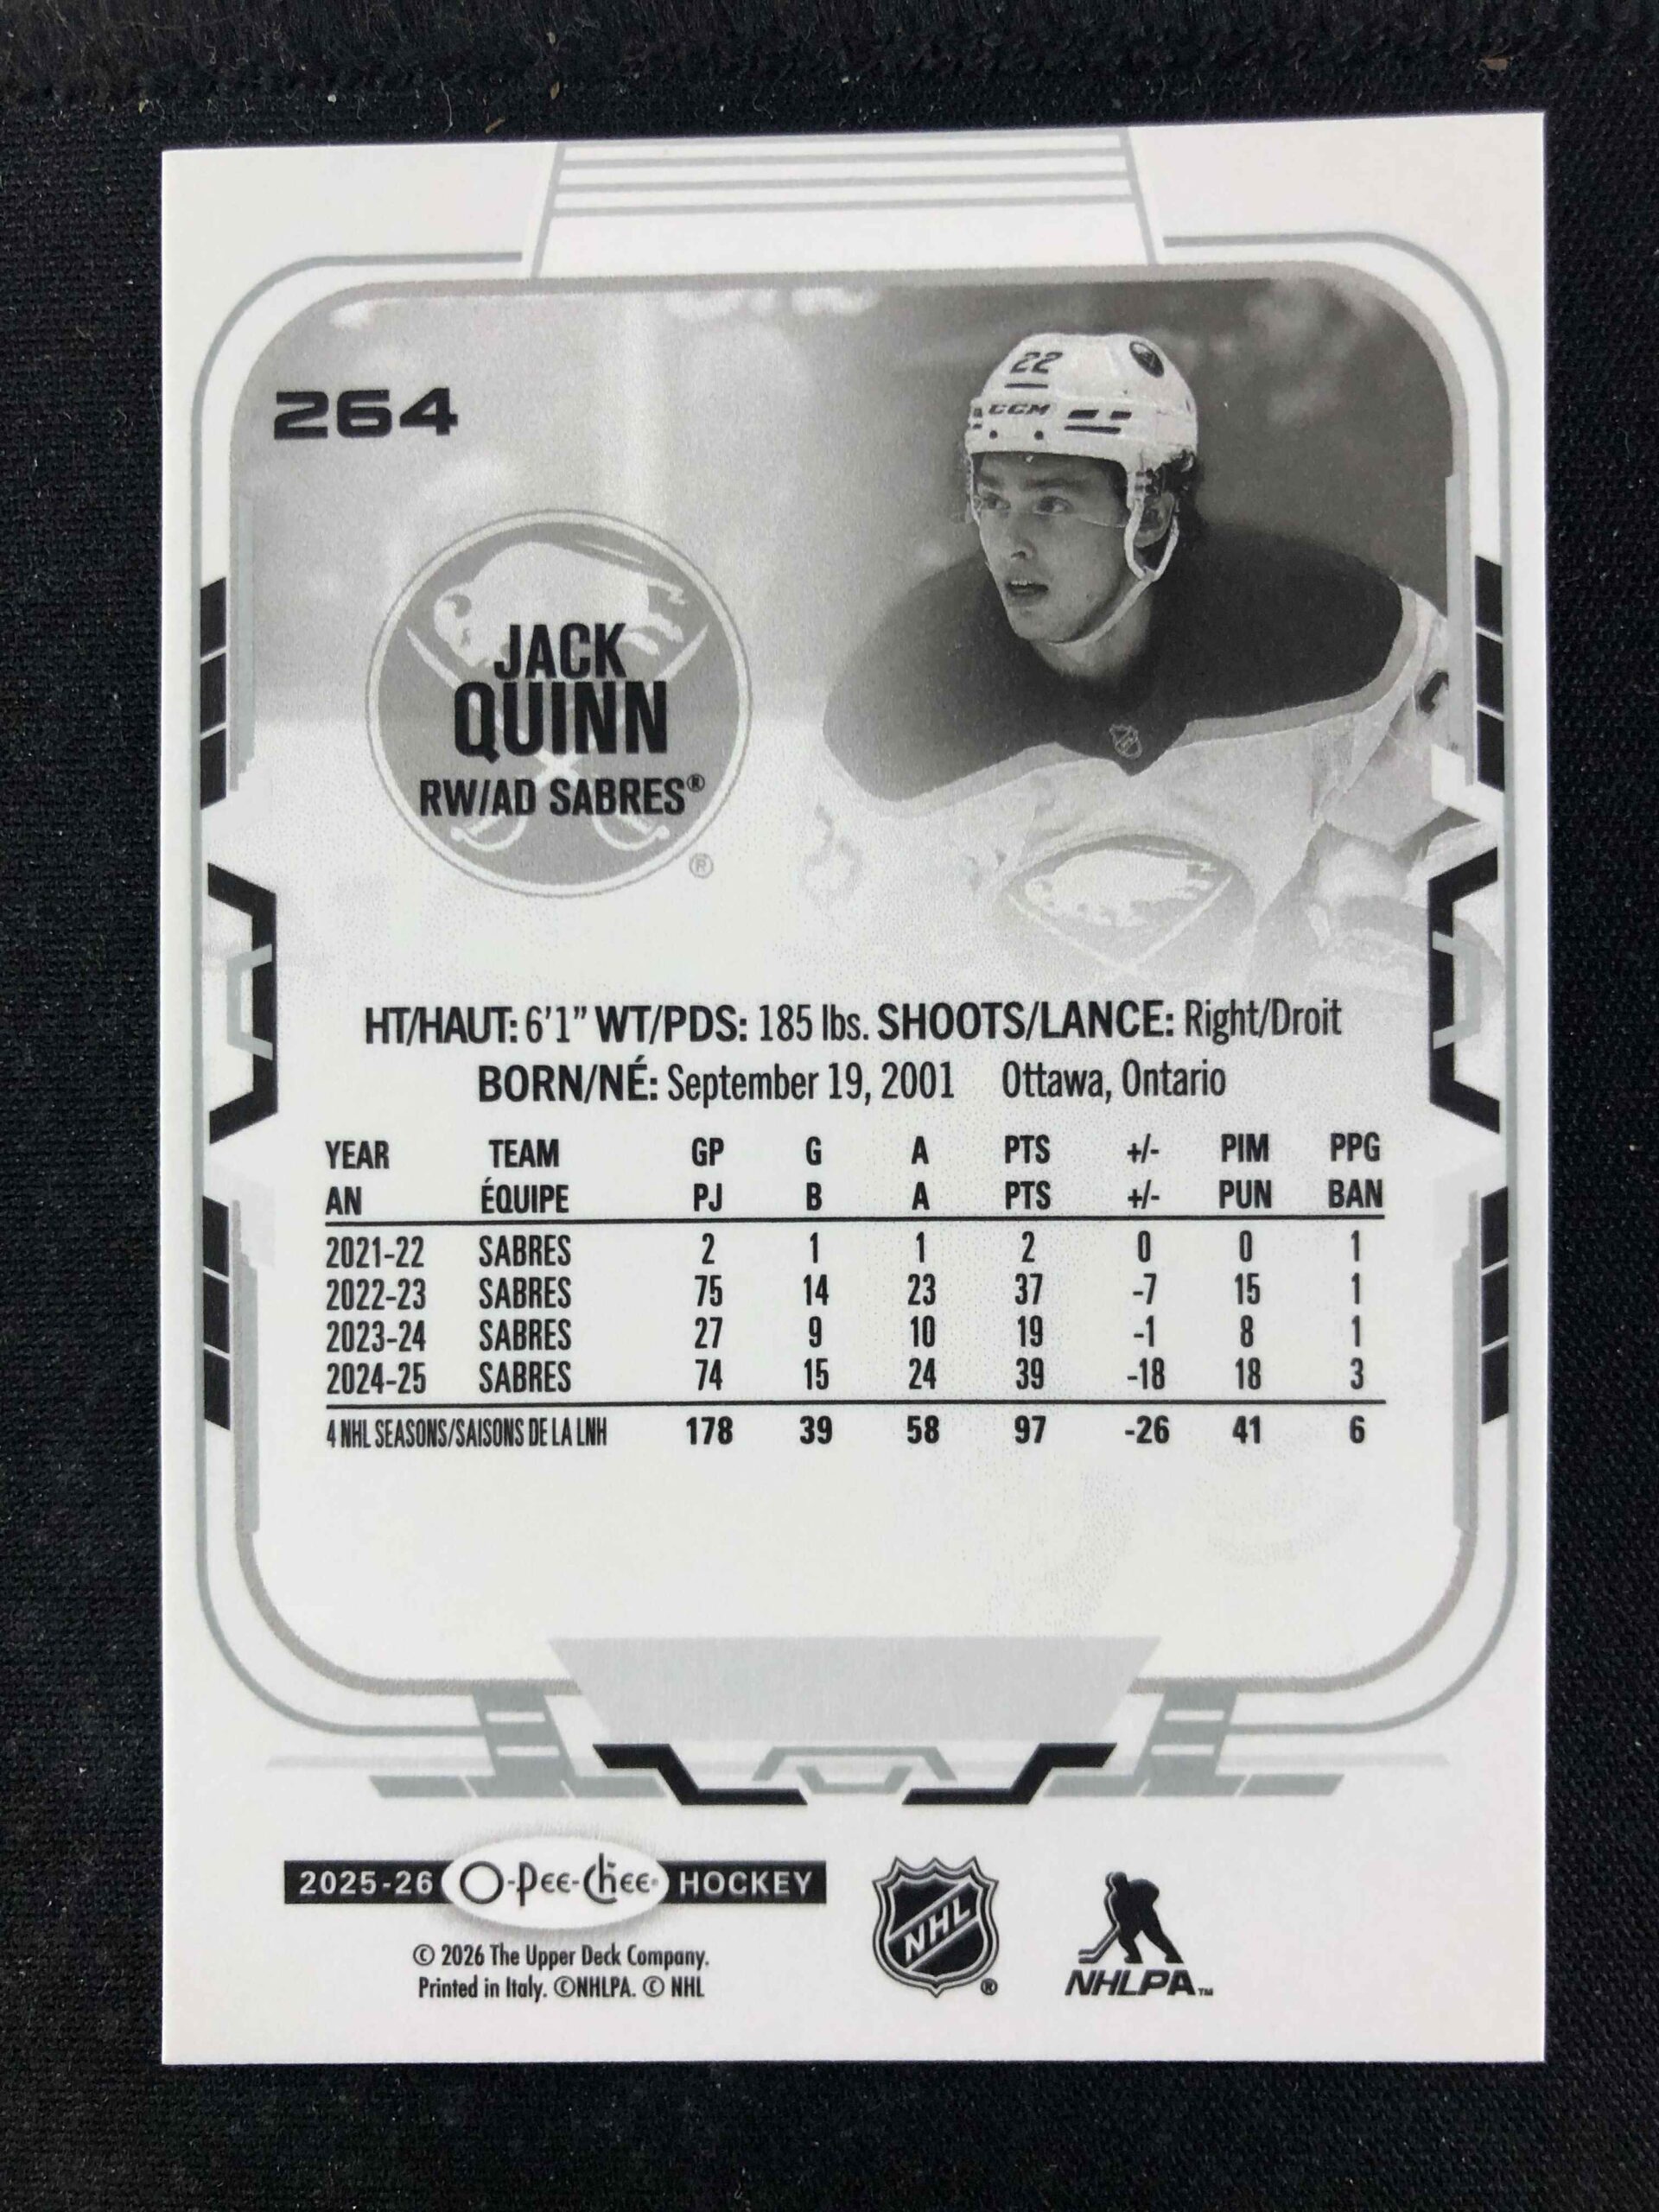 264
22
CCM
JACK
QUINN
RW/AD SABRES®
®
HT/HAUT: 6'1" WT/PDS: 185 lbs. SHOOTS/LANCE: Right/Droit
BORN/NÉ: September 19, 2001 Ottawa, Ontario
YEAR TEAM GP G A PTS +/- PIM PPG
AN ÉQUIPE PJ B A PTS +/- PUN BAN
2021-22 SABRES 2 1 1 2 0 0 1
2022-23 SABRES 75 14 23 37 -7 15 1
2023-24 SABRES 27 9 10 19 -1 8 1
2024-25 SABRES 74 15 24 39 -18 18 3
4 NHL SEASONS/SAISONS DE LA LNH 178 39 58 97 -26 41 6
2025-26 O-Pee-Chee® HOCKEY
© 2026 The Upper Deck Company.
Printed in Italy. ©NHLPA. © NHL
NHL ®
NHLPA™